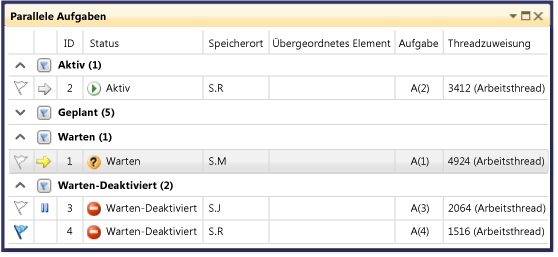 Parallele Aufgaben
ID Status Speicherort Übergeordnetes Element Aufgabe Threadzuweisung
Aktiv (1)
2 Aktiv S.R A(2) 3412 (Arbeitsthread)
Geplant (5)
Warten (1)
1 ? Warten S.M A(1) 4924 (Arbeitsthread)
Warten-Deaktiviert (2)
3 Warten-Deaktiviert S.J A(3) 2064 (Arbeitsthread)
4 Warten-Deaktiviert S.R A(4) 1516 (Arbeitsthread)